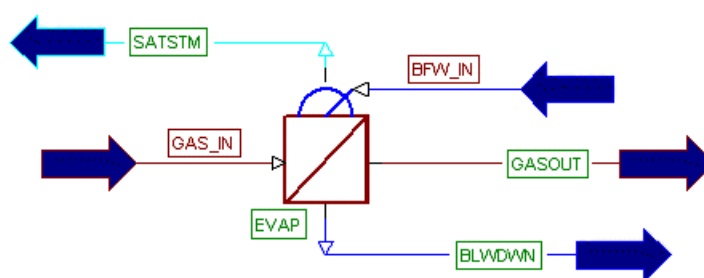 SATSTM
BFW_IN
GAS_IN
GASOUT
EVAP
BLWDWN